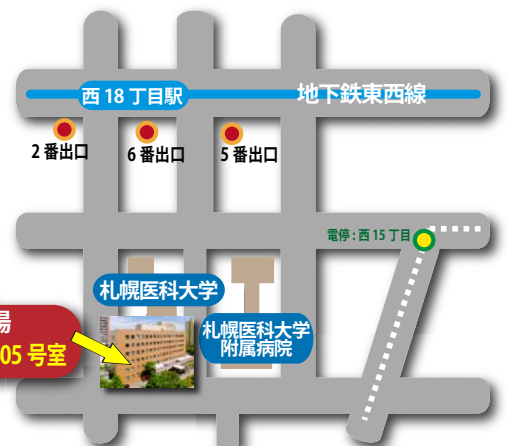 西18丁目駅
地下鉄東西線
2番出口
6番出口
5番出口
電停:西15丁目
札幌医科大学
場
05号室
札幌医科大学
附属病院